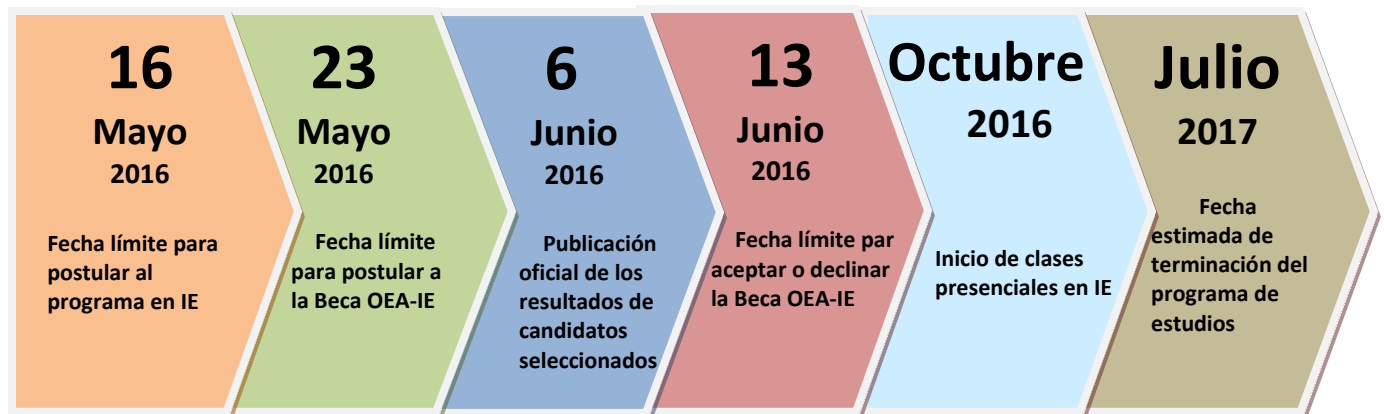 16
Mayo
2016
Fecha límite para
postular al
programa en IE
23
Mayo
2016
Fecha límite
para postular a
la Beca OEA-IE
6
Junio
2016
Publicación
oficial de los
resultados de
candidatos
seleccionados
13
Junio
2016
Fecha límite par
aceptar o declinar
la Beca OEA-IE
Octubre
2016
Inicio de clases
presenciales en IE
Julio
2017
Fecha
estimada de
terminación del
programa de
estudios